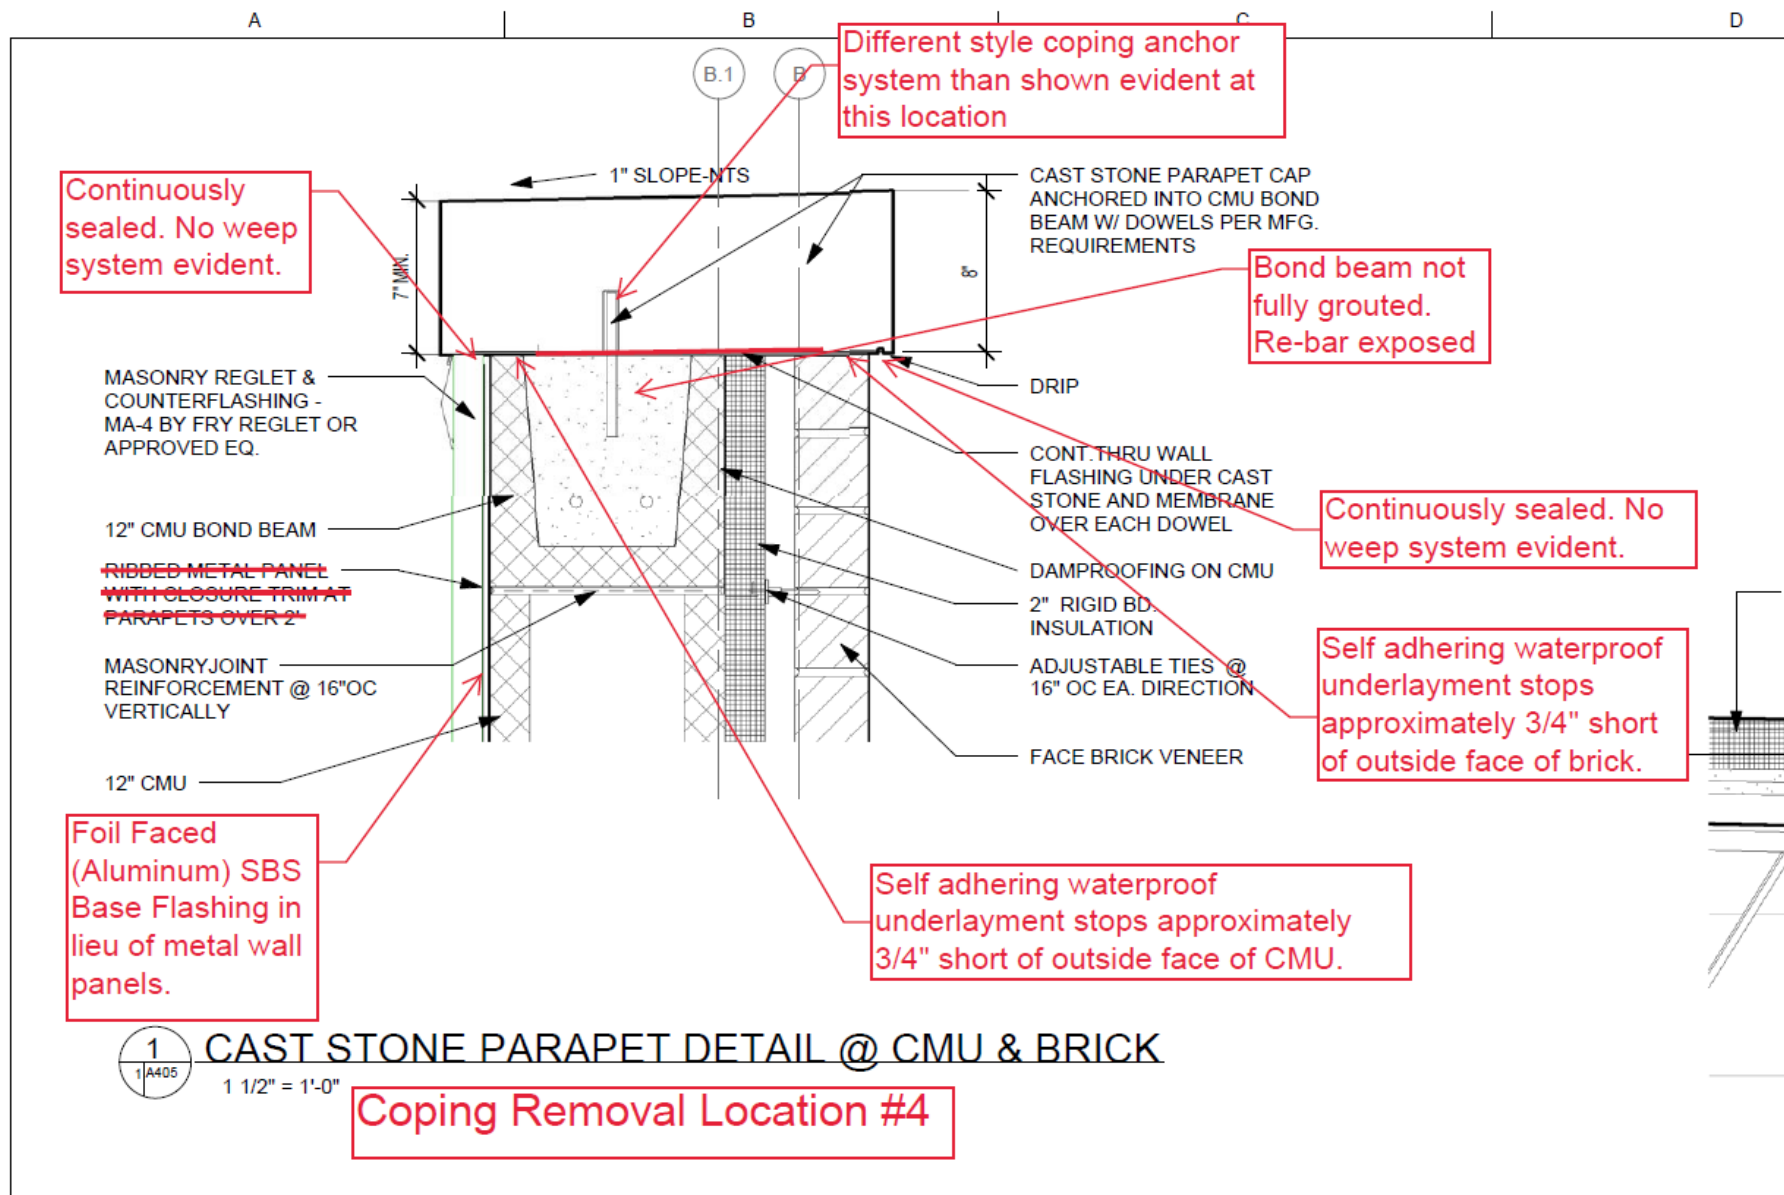 A
B
C
D
B.1
B
Different style coping anchor
system than shown evident at
this location
1" SLOPE-NTS
CAST STONE PARAPET CAP
ANCHORED INTO CMU BOND
BEAM W/ DOWELS PER MFG.
REQUIREMENTS
Continuously
sealed. No weep
system evident.
7" MIN.
8"
Bond beam not
fully grouted.
Re-bar exposed
MASONRY REGLET &
COUNTERFLASHING -
MA-4 BY FRY REGLET OR
APPROVED EQ.
DRIP
CONT.THRU WALL
FLASHING UNDER CAST
STONE AND MEMBRANE
OVER EACH DOWEL
Continuously sealed. No
weep system evident.
12" CMU BOND BEAM
RIBBED METAL PANEL
WITH CLOSURE TRIM AT
PARAPETS OVER 2'
DAMPROOFING ON CMU
2" RIGID BD.
INSULATION
MASONRYJOINT
REINFORCEMENT @ 16"OC
VERTICALLY
ADJUSTABLE TIES @
16" OC EA. DIRECTION
Self adhering waterproof
underlayment stops
approximately 3/4" short
of outside face of brick.
FACE BRICK VENEER
12" CMU
Foil Faced
(Aluminum) SBS
Base Flashing in
lieu of metal wall
panels.
Self adhering waterproof
underlayment stops approximately
3/4" short of outside face of CMU.
1
1 A405
CAST STONE PARAPET DETAIL @ CMU & BRICK
1 1/2" = 1'-0"
Coping Removal Location #4